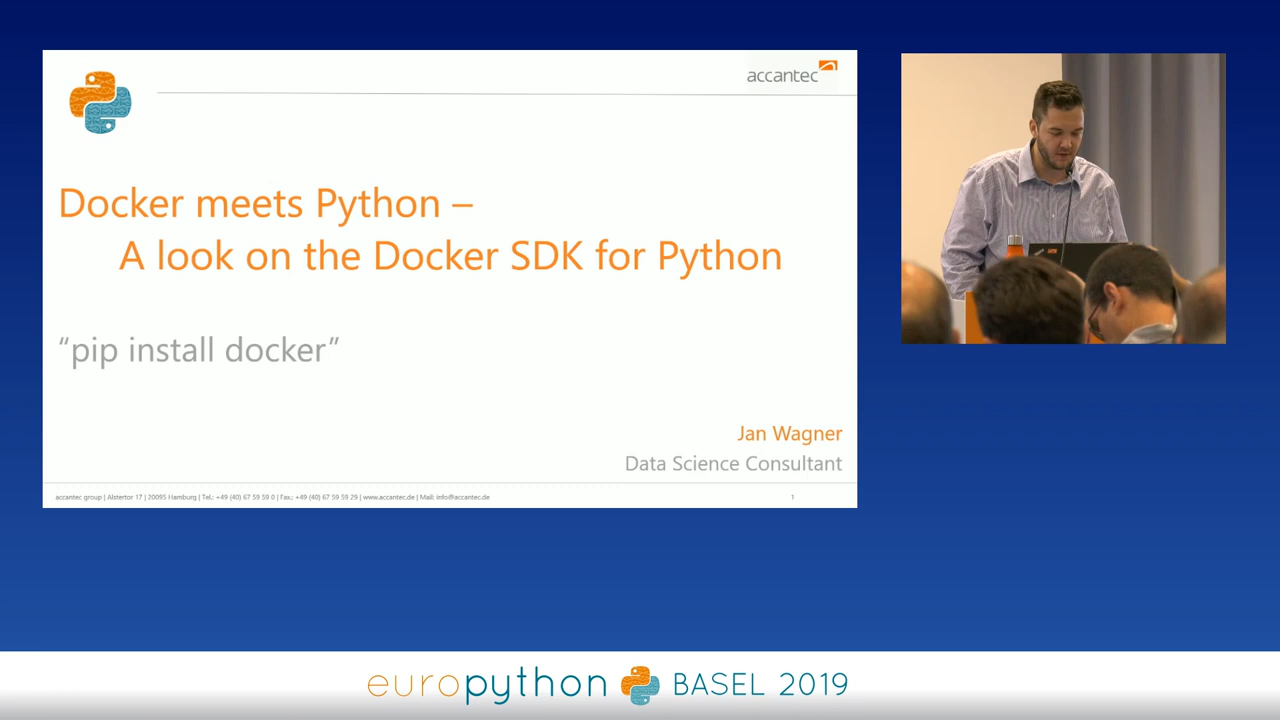 accantec
Docker meets Python –
A look on the Docker SDK for Python
“pip install docker”
Jan Wagner
Data Science Consultant
accantec group | Alstertor 17 | 20095 Hamburg | Tel.: +49 (40) 67 59 59 0 | Fax.: +49 (40) 67 59 59 29 | www.accantec.de | Mail: info@accantec.de
1
europython BASEL 2019